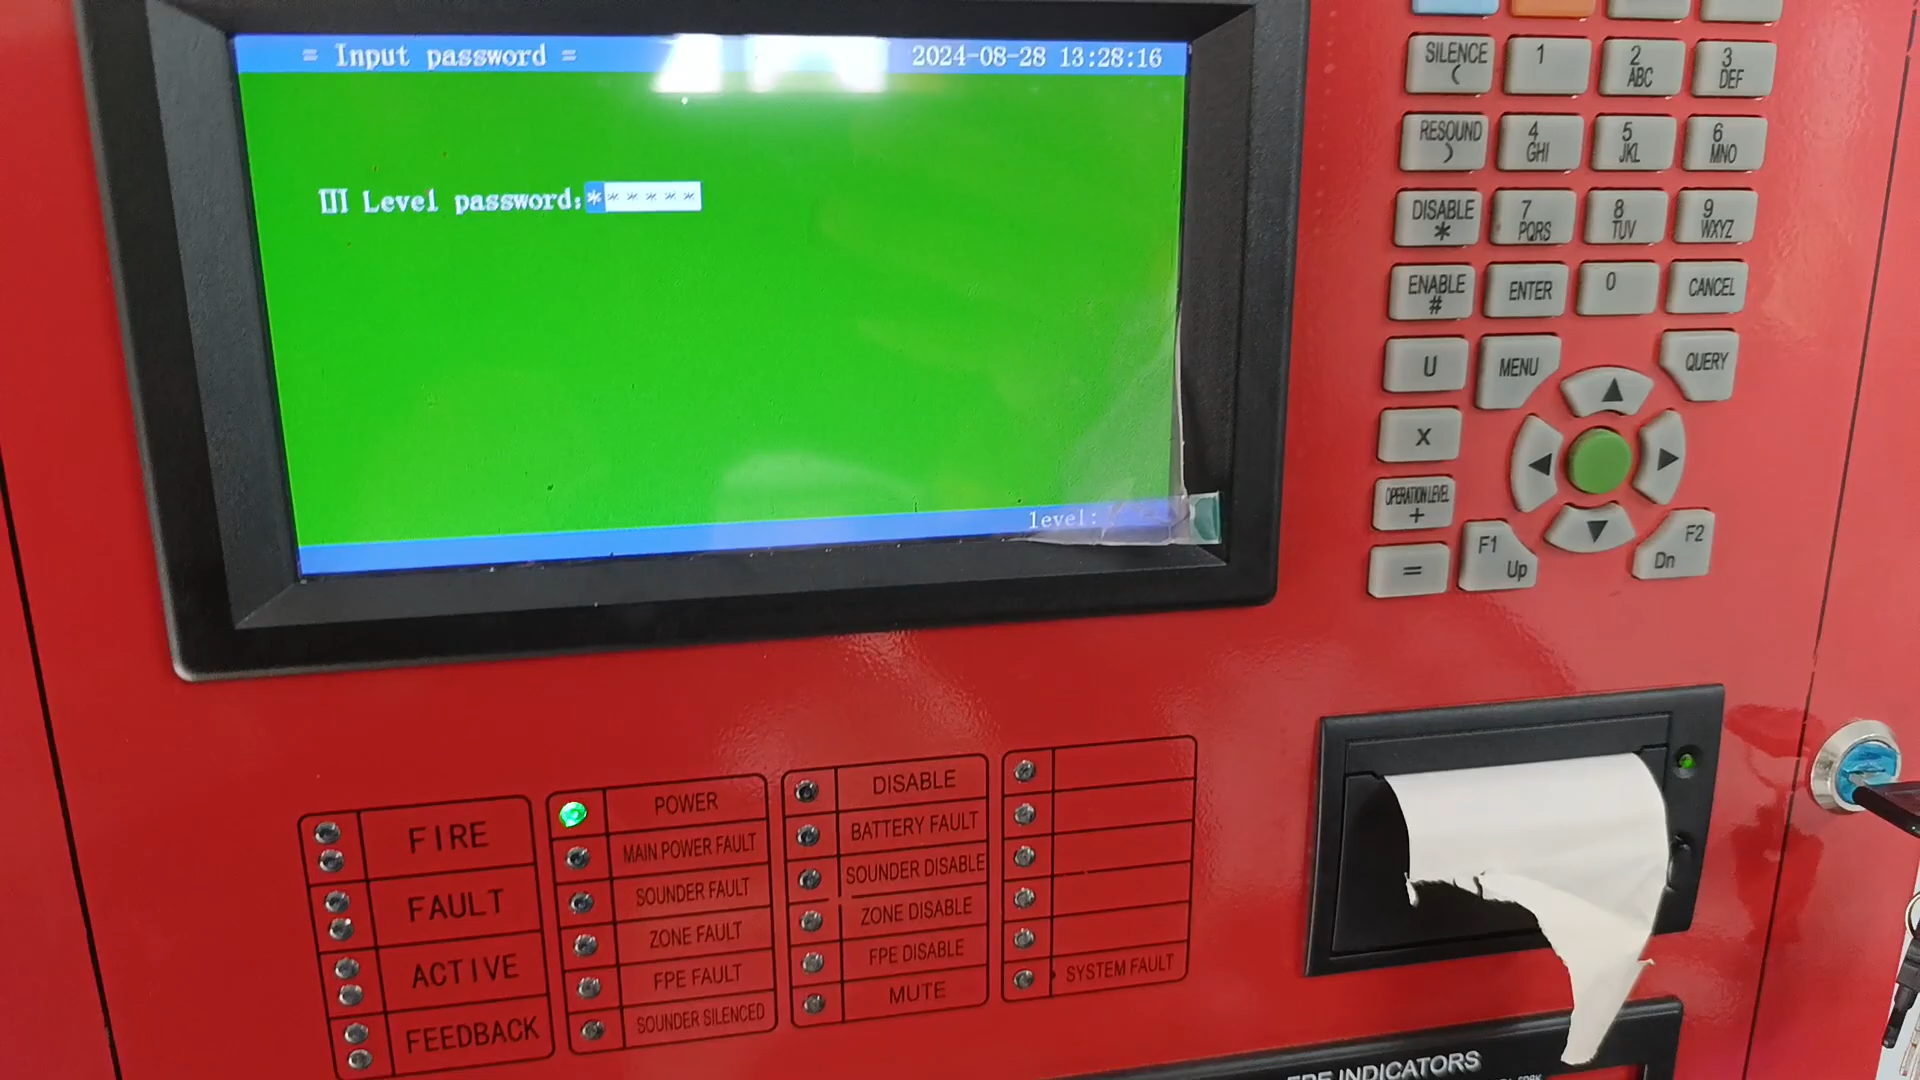 = Input password =
2024-08-28 13:28:16
III Level password:******
level:
SILENCE
(
1
2
ABC
3
DEF
RESOUND
)
4
GHI
5
JKL
6
MNO
DISABLE
*
7
PQRS
8
TUV
9
WXYZ
ENABLE
#
ENTER
0
CANCEL
U
MENU
QUERY
X
OPERATION LEVEL
+
=
F1
Up
F2
Dn
FIRE
FAULT
ACTIVE
FEEDBACK
POWER
MAIN POWER FAULT
SOUNDER FAULT
ZONE FAULT
FPE FAULT
SOUNDER SILENCED
DISABLE
BATTERY FAULT
SOUNDER DISABLE
ZONE DISABLE
FPE DISABLE
MUTE
SYSTEM FAULT
INDICATORS